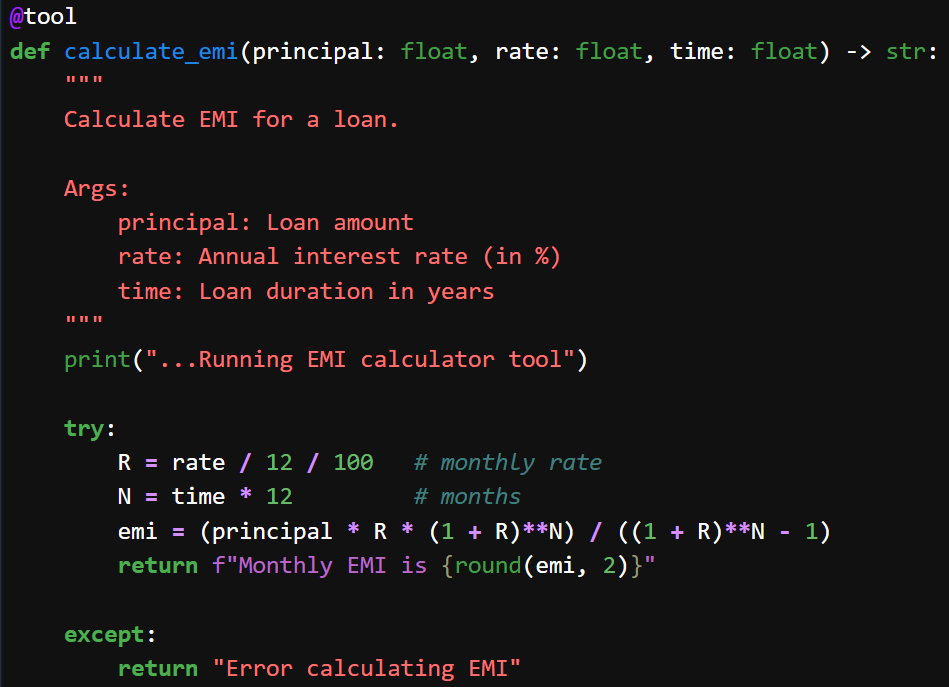 @tool
def calculate_emi(principal: float, rate: float, time: float) -> str:
    """
    Calculate EMI for a loan.

    Args:
        principal: Loan amount
        rate: Annual interest rate (in %)
        time: Loan duration in years
    """
    print("...Running EMI calculator tool")

    try:
        R = rate / 12 / 100   # monthly rate
        N = time * 12         # months
        emi = (principal * R * (1 + R)**N) / ((1 + R)**N - 1)
        return f"Monthly EMI is {round(emi, 2)}"

    except:
        return "Error calculating EMI"